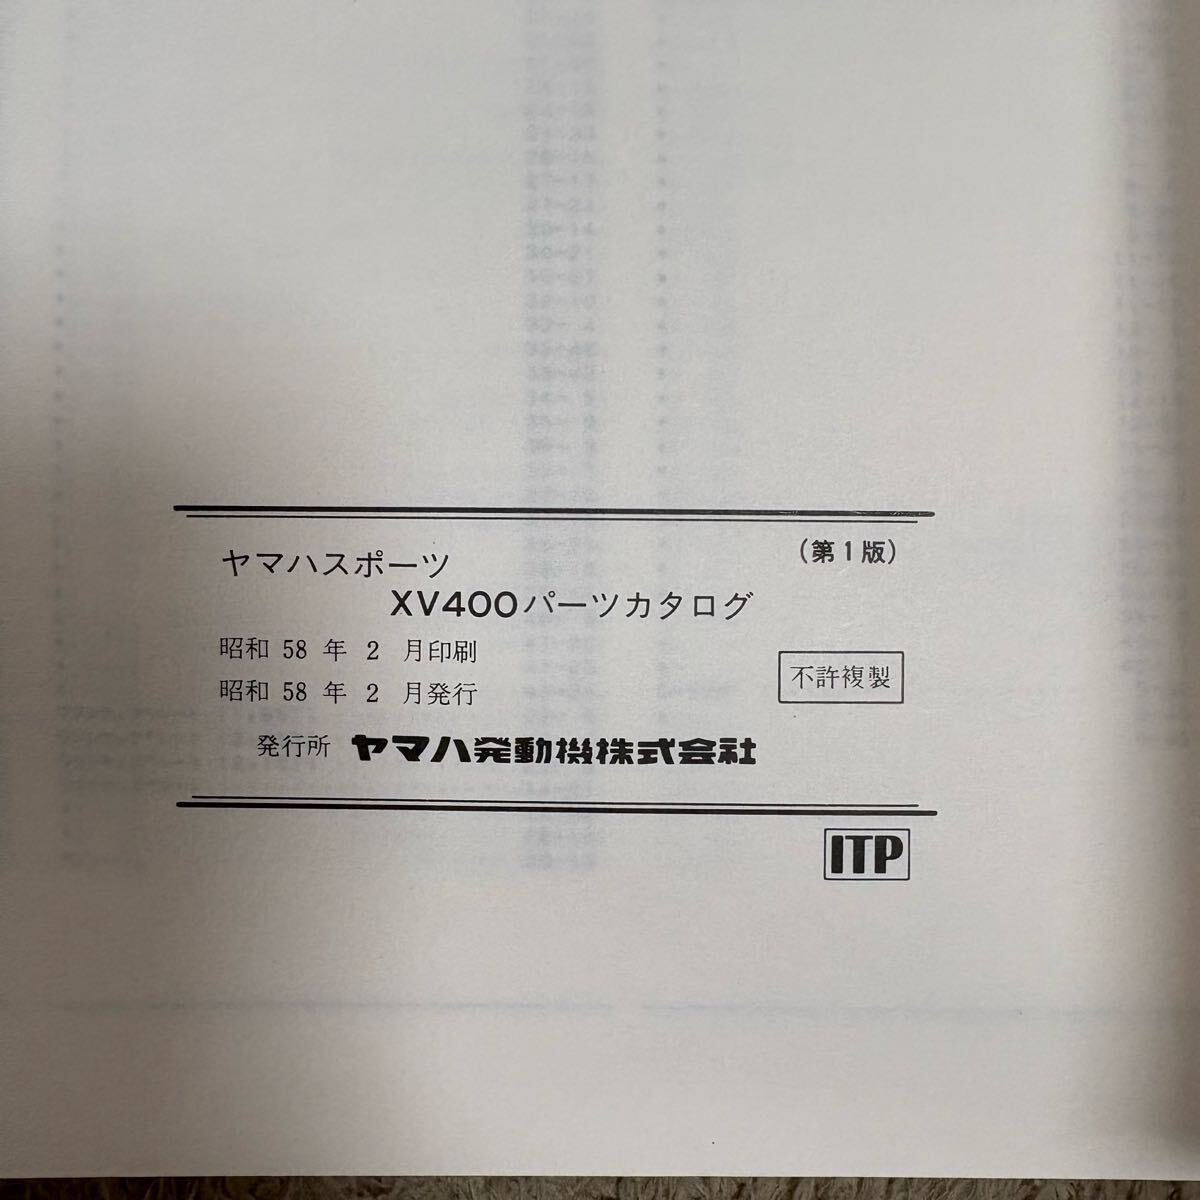 ヤマハスポーツ (第1版)
XV400パーツカタログ
昭和 58 年 2 月印刷
昭和 58 年 2 月発行
不許複製
発行所 ヤマハ発動機株式会社
ITP